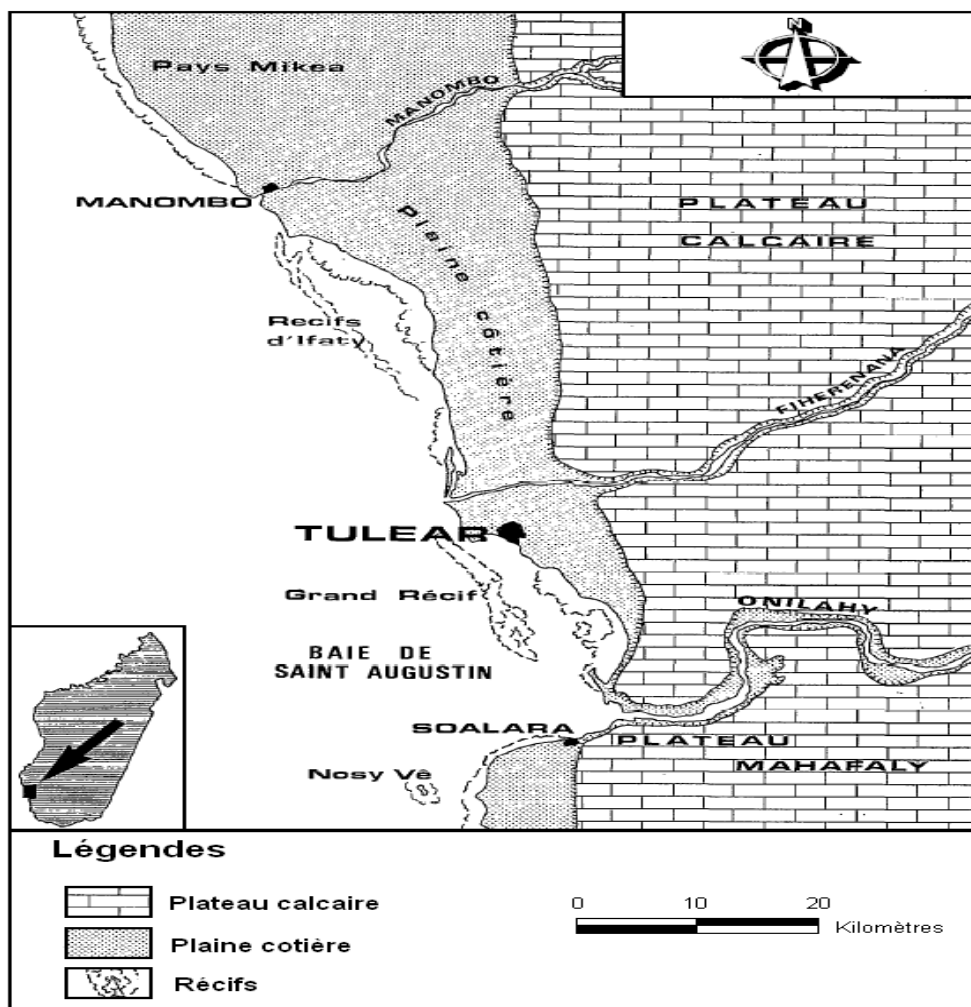 N
Pays Mikea
MANOMBO
MANOMBO
PLATEAU
CALCAIRE
Plaine côtière
Recifs
d'Ifaty
FIHERENANA
TULEAR
Grand Récif
ONILAHY
BAIE DE
SAINT AUGUSTIN
SOALARA
PLATEAU
MAHAFALY
Nosy Vê
Légendes
Plateau calcaire
Plaine cotière
Récifs
0 10 20
Kilomètres